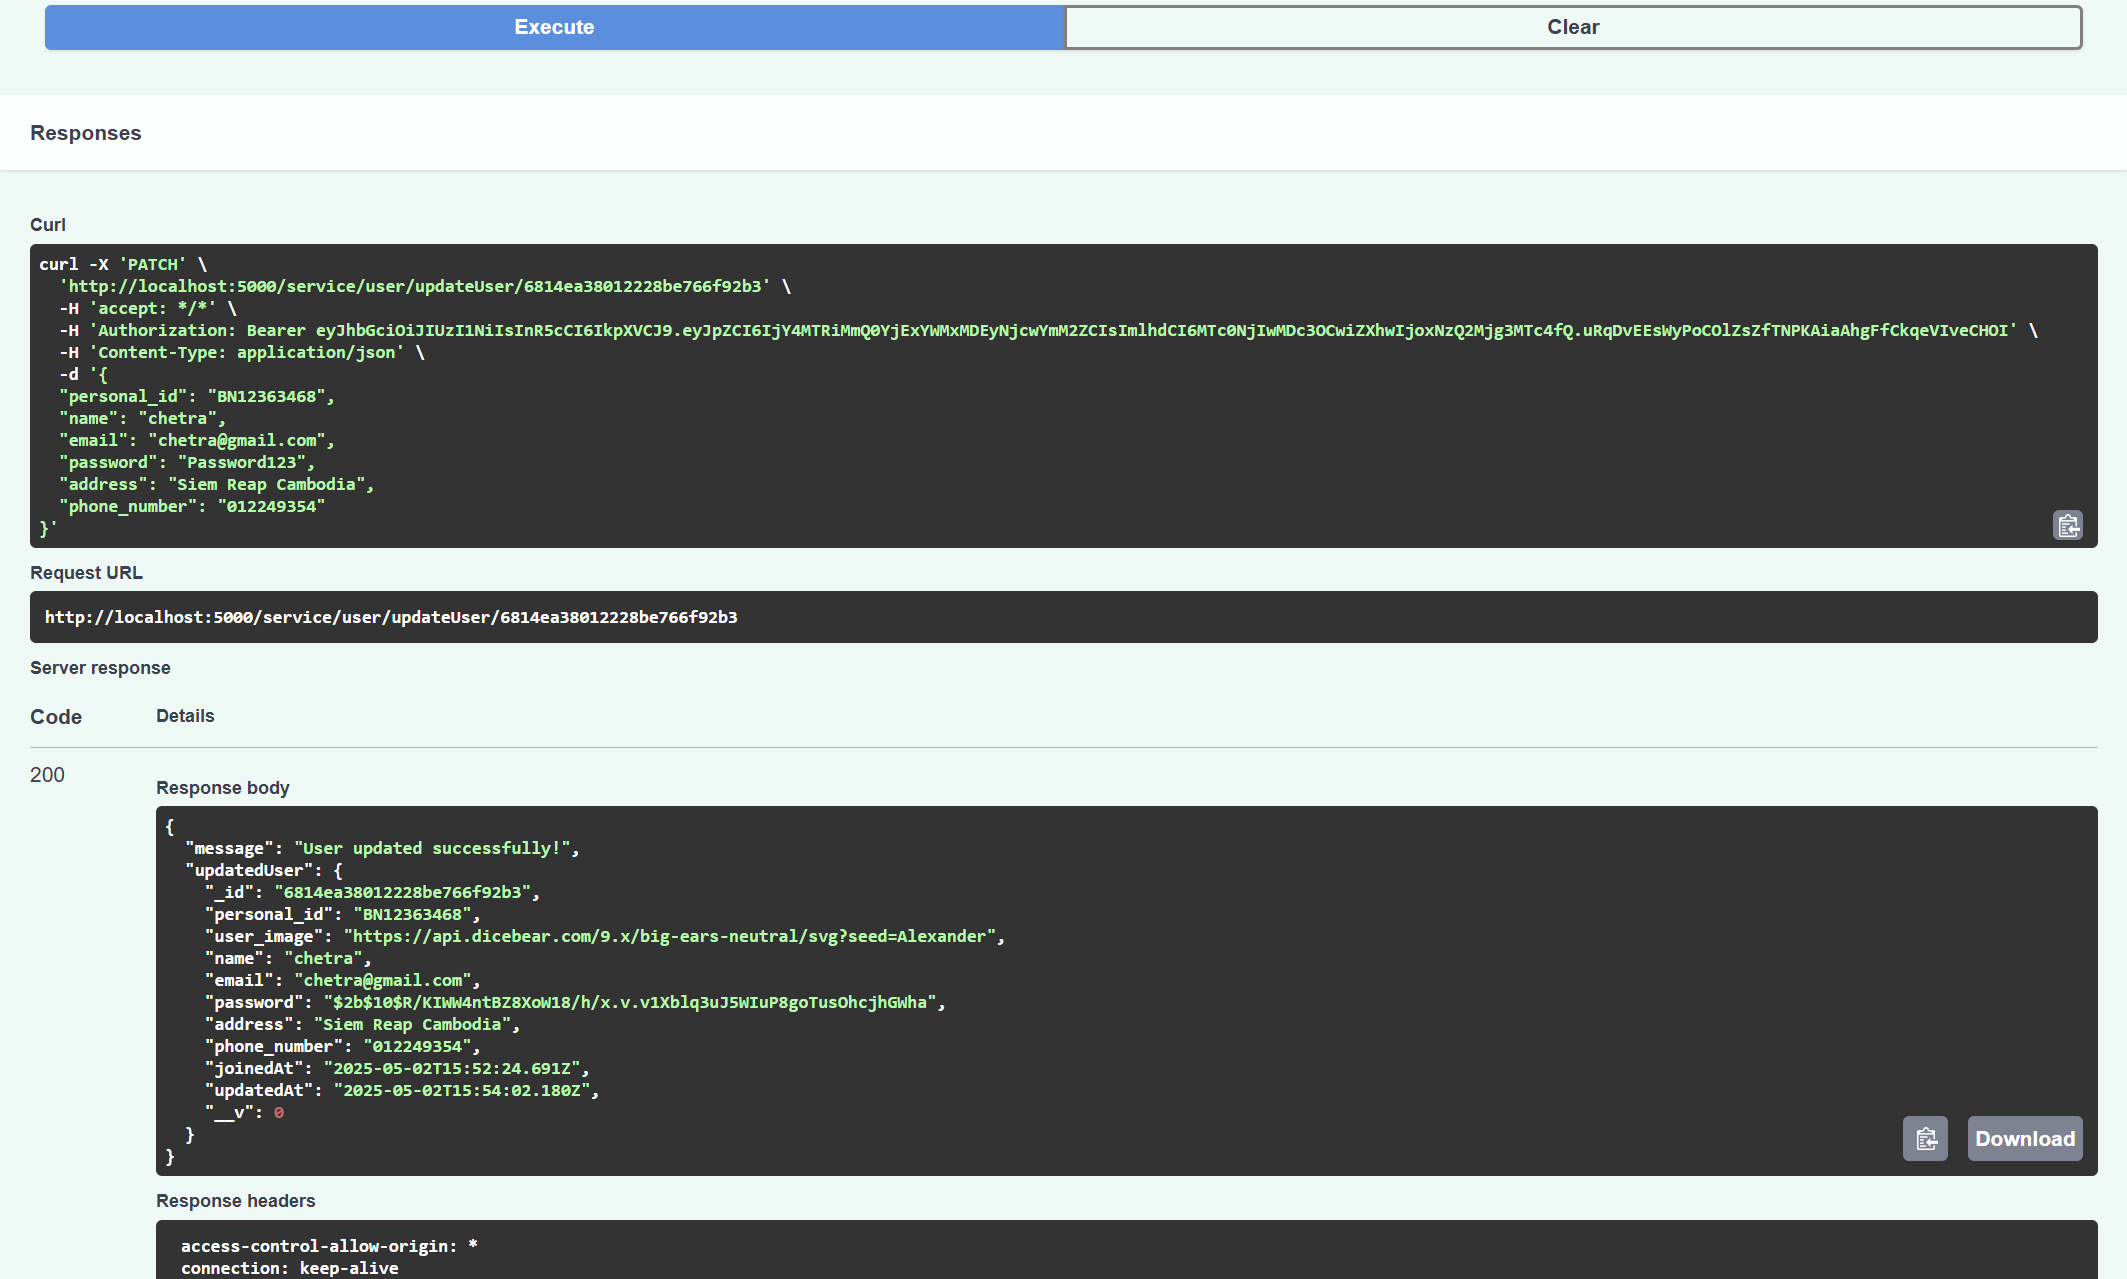 Execute
Clear
Responses
Curl
curl -X 'PATCH' \
'http://localhost:5000/service/user/updateUser/6814ea38012228be766f92b3' \
-H 'accept: */*' \
-H 'Authorization: Bearer eyJhbGciOiJIUzI1NiIsInR5cCI6IkpXVCJ9.eyJpZCI6IjY4MTRiMmQ0YjExYWMxMDEyNjcwYmM2ZCIsImlhdCI6MTc0NjIwMDc3OCwiZXhwIjoxNzQ2Mjg3MTc4fQ.uRqDvEEsWyPoCOlZsZfTNPKAiaAhgFfCkqeVIveCHOI' \
-H 'Content-Type: application/json' \
-d '{
"personal_id": "BN12363468",
"name": "chetra",
"email": "chetra@gmail.com",
"password": "Password123",
"address": "Siem Reap Cambodia",
"phone_number": "012249354"
}'
Request URL
http://localhost:5000/service/user/updateUser/6814ea38012228be766f92b3
Server response
Code Details
200
Response body
{
"message": "User updated successfully!",
"updatedUser": {
"_id": "6814ea38012228be766f92b3",
"personal_id": "BN12363468",
"user_image": "https://api.dicebear.com/9.x/big-ears-neutral/svg?seed=Alexander",
"name": "chetra",
"email": "chetra@gmail.com",
"password": "$2b$10$R/KIWW4ntBZ8XoW18/h/x.v.v1Xblq3uJ5WIuP8goTusOhcjhGWha",
"address": "Siem Reap Cambodia",
"phone_number": "012249354",
"joinedAt": "2025-05-02T15:52:24.691Z",
"updatedAt": "2025-05-02T15:54:02.180Z",
"__v": 0
}
}
Download
Response headers
access-control-allow-origin: *
connection: keep-alive